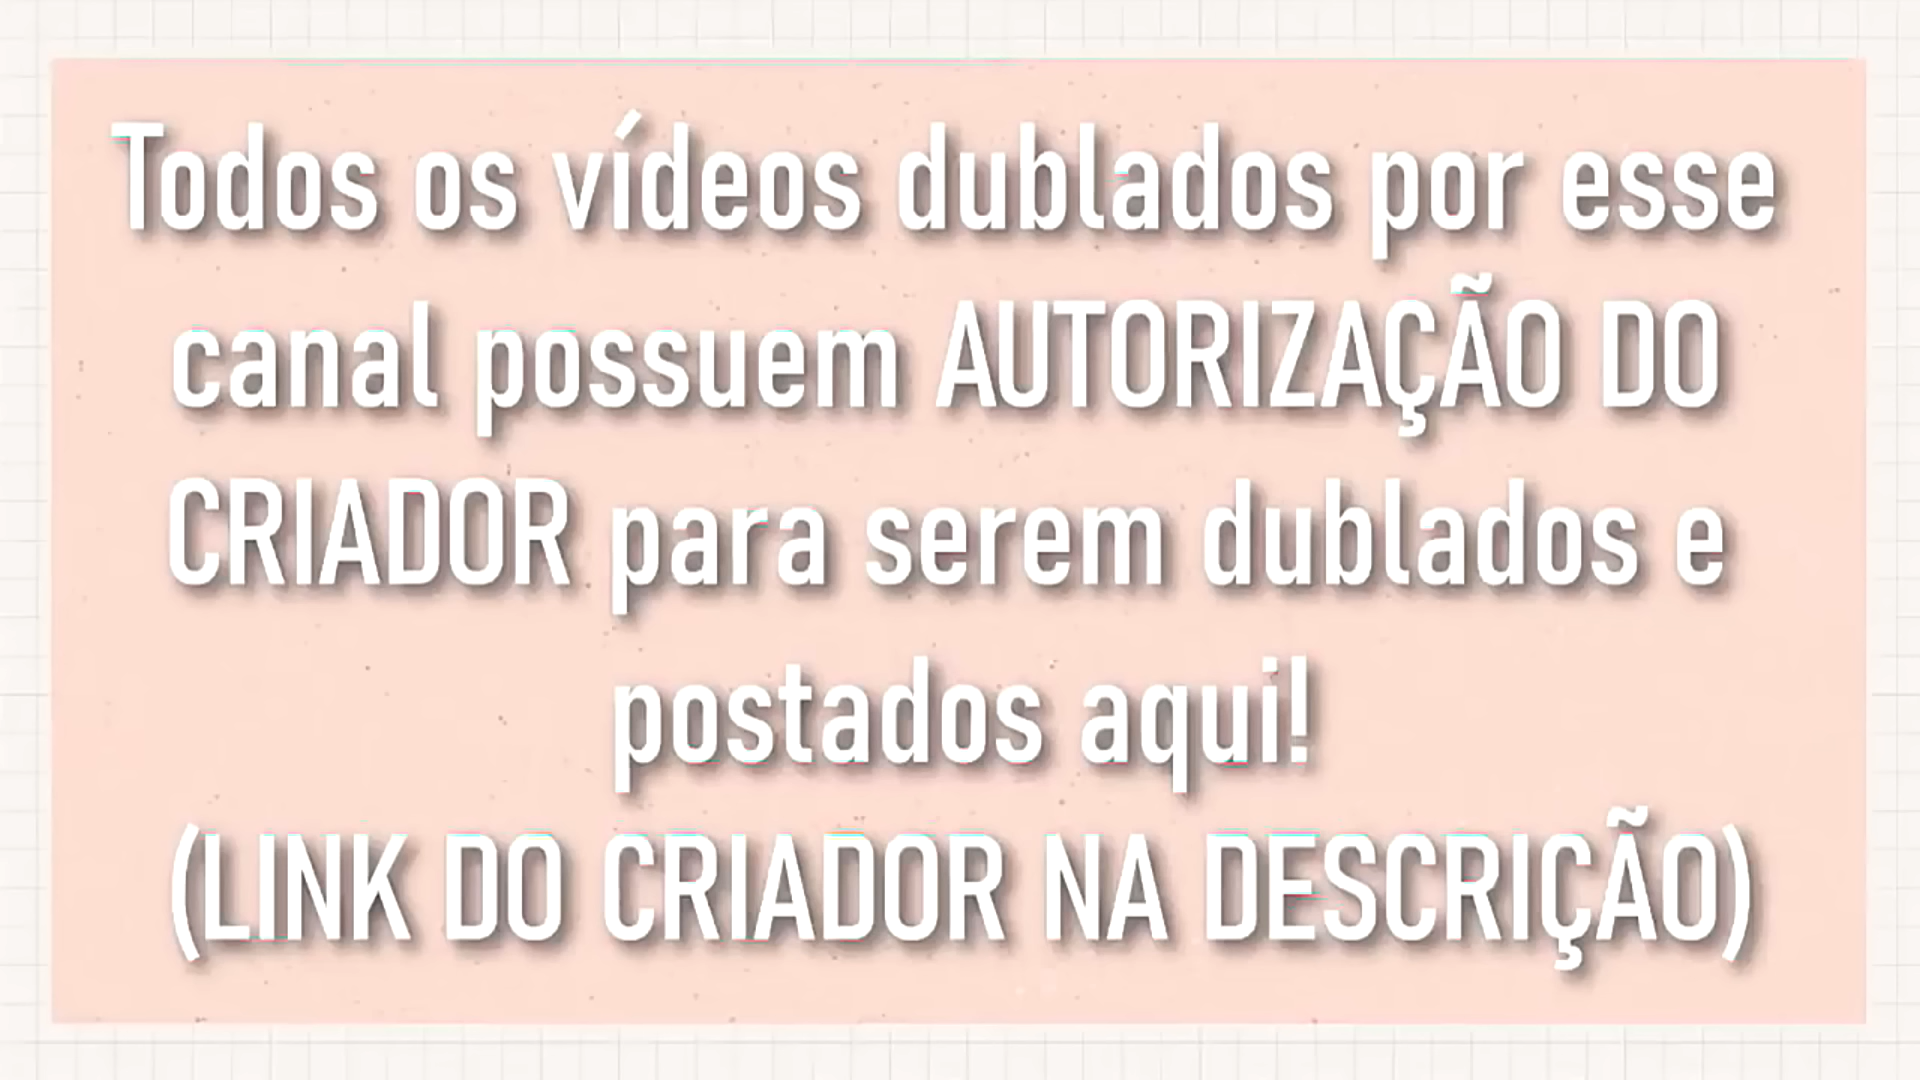 Todos os vídeos dublados por esse
canal possuem AUTORIZAÇÃO DO
CRIADOR para serem dublados e
postados aqui!
(LINK DO CRIADOR NA DESCRIÇÃO)